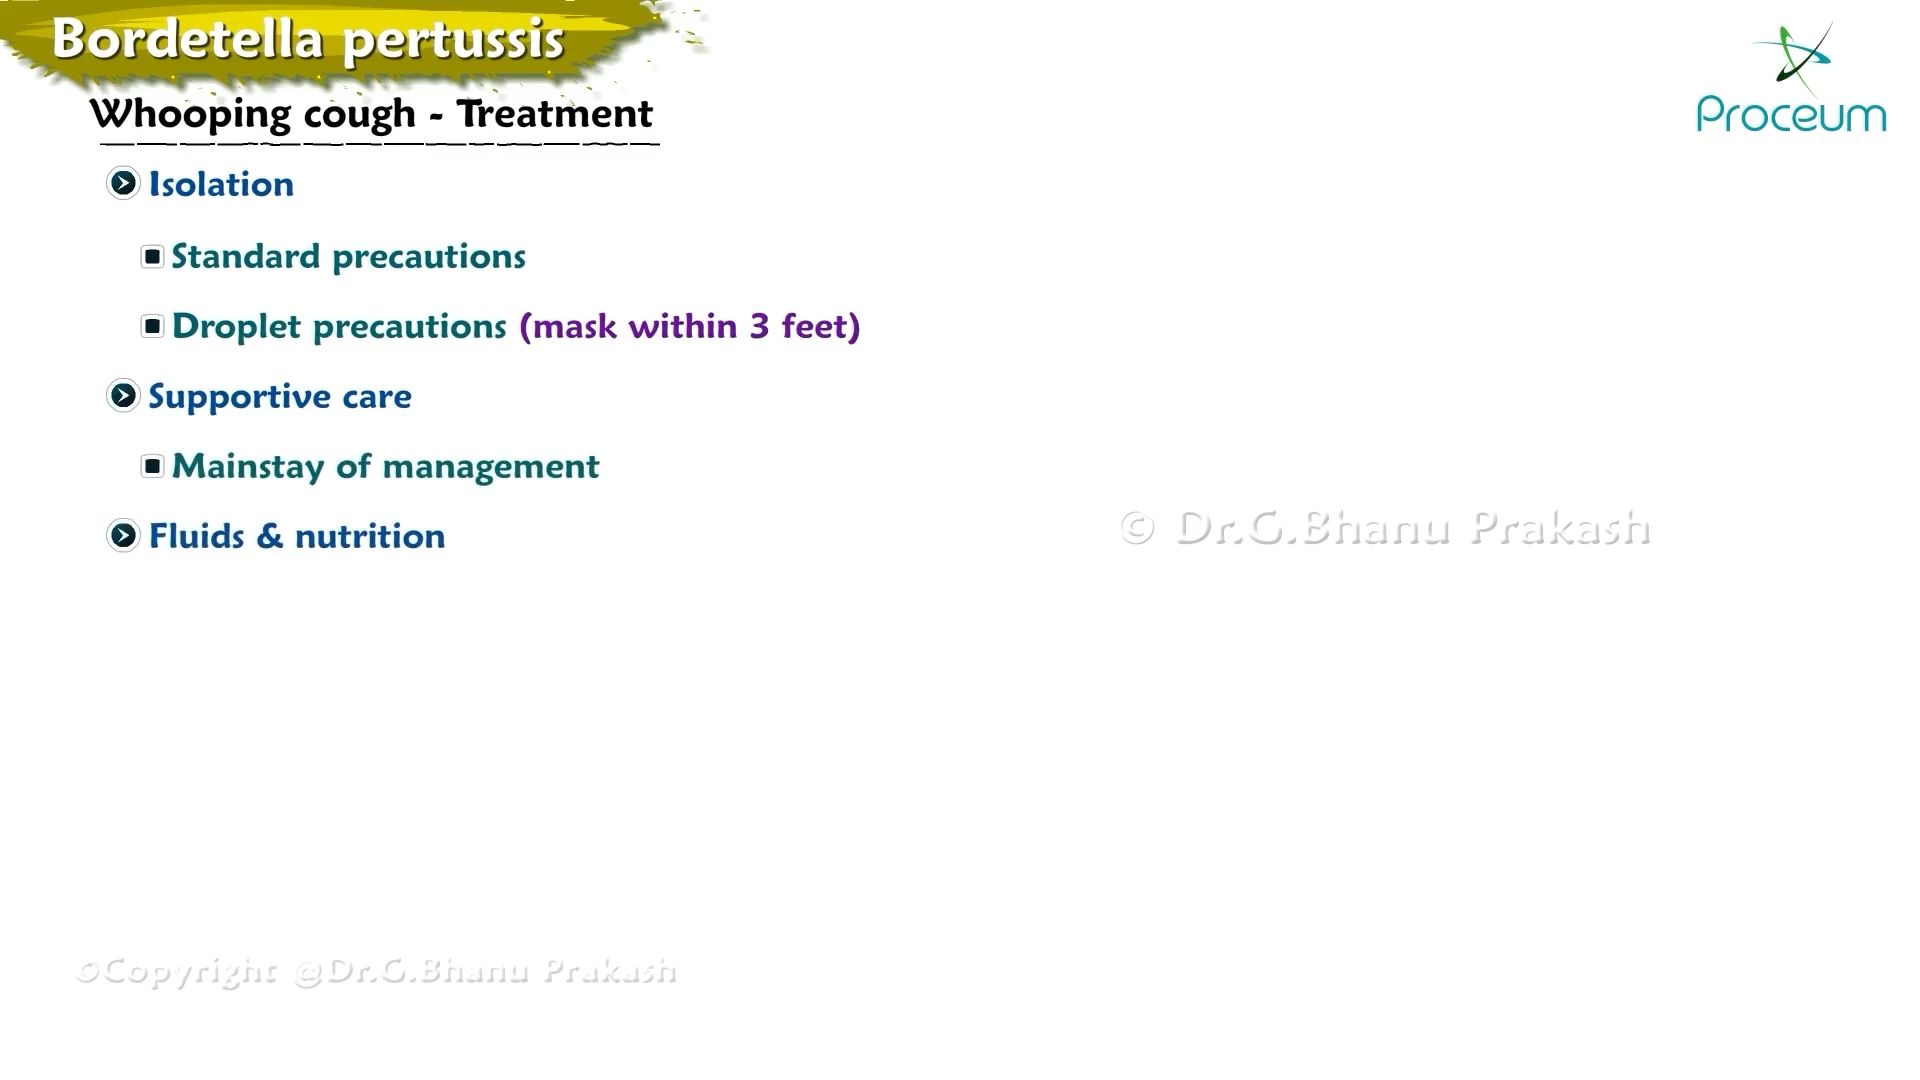 Bordetella pertussis
Proceum
Whooping cough - Treatment
Isolation
Standard precautions
Droplet precautions (mask within 3 feet)
Supportive care
Mainstay of management
Fluids & nutrition
© Dr.G.Bhanu Prakash
©Copyright @Dr.G.Bhanu Prakash